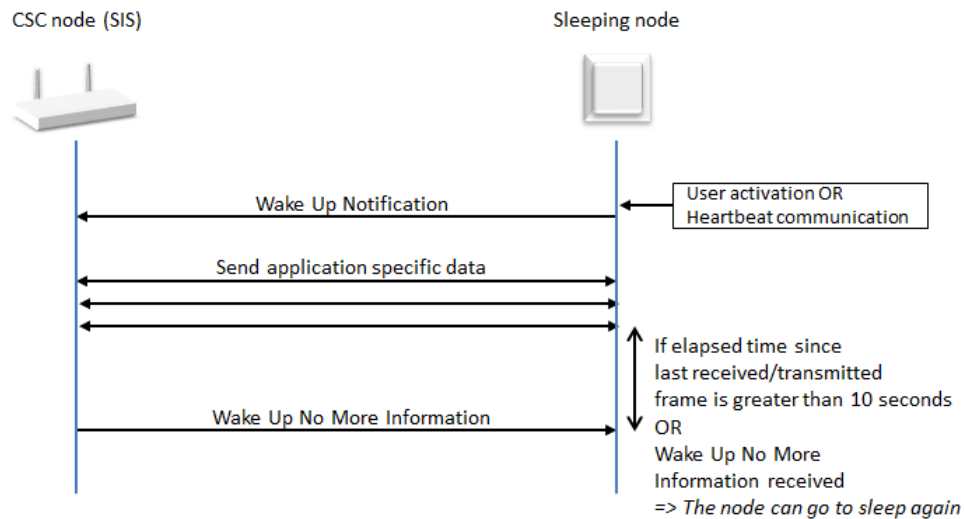 CSC node (SIS)
Sleeping node
User activation OR
Heartbeat communication
Wake Up Notification
Send application specific data
If elapsed time since
last received/transmitted
frame is greater than 10 seconds
OR
Wake Up No More
Information received
=> The node can go to sleep again
Wake Up No More Information